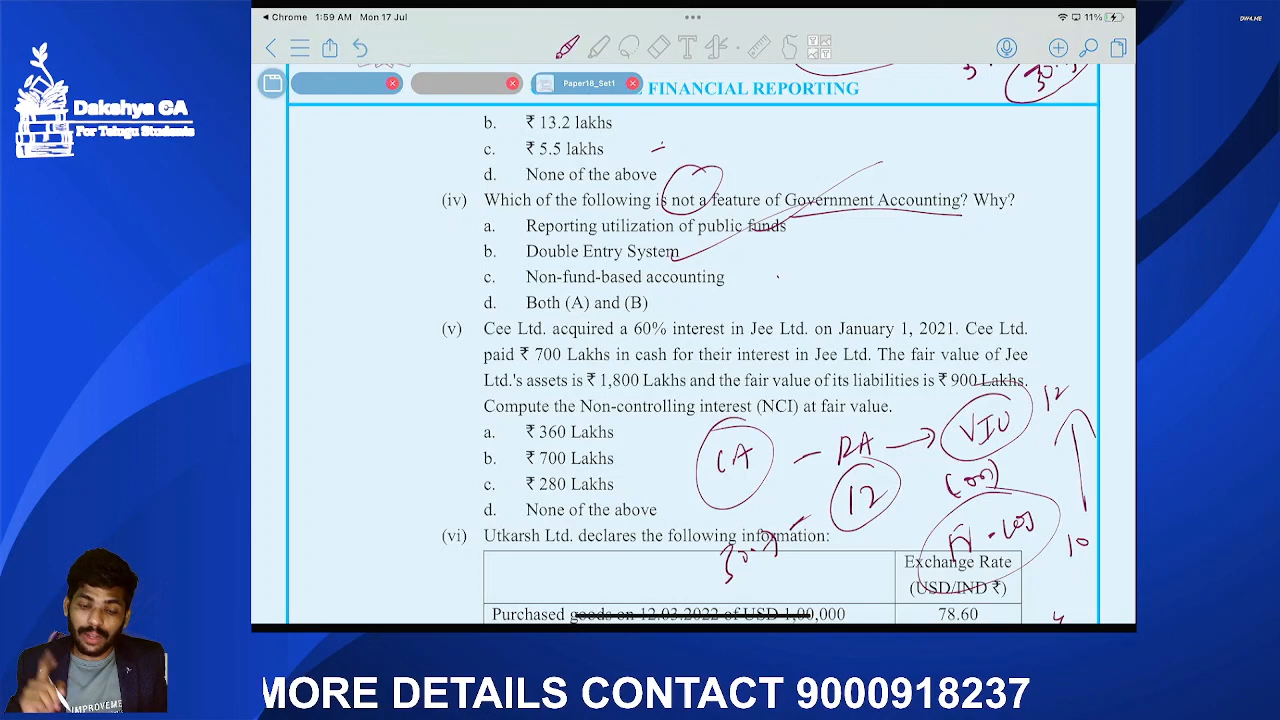 Chrome 1:59 AM Mon 17 Jul
11%
DW4.ME
Dakshya CA
For Telugu Students
Paper18_Set1
FINANCIAL REPORTING
b. ₹ 13.2 lakhs
c. ₹ 5.5 lakhs
d. None of the above
(iv) Which of the following is not a feature of Government Accounting? Why?
a. Reporting utilization of public funds
b. Double Entry System
c. Non-fund-based accounting
d. Both (A) and (B)
(v) Cee Ltd. acquired a 60% interest in Jee Ltd. on January 1, 2021. Cee Ltd.
paid ₹ 700 Lakhs in cash for their interest in Jee Ltd. The fair value of Jee
Ltd.'s assets is ₹ 1,800 Lakhs and the fair value of its liabilities is ₹ 900 Lakhs.
Compute the Non-controlling interest (NCI) at fair value.
12
a. ₹ 360 Lakhs
CA – RA → VIU
b. ₹ 700 Lakhs
c. ₹ 280 Lakhs
12
d. None of the above
10
(vi) Utkarsh Ltd. declares the following information:
Exchange Rate
(USD/IND ₹)
Purchased goods on 12.03.2022 of USD 1,00,000 78.60
IMPROVEME
MORE DETAILS CONTACT 9000918237